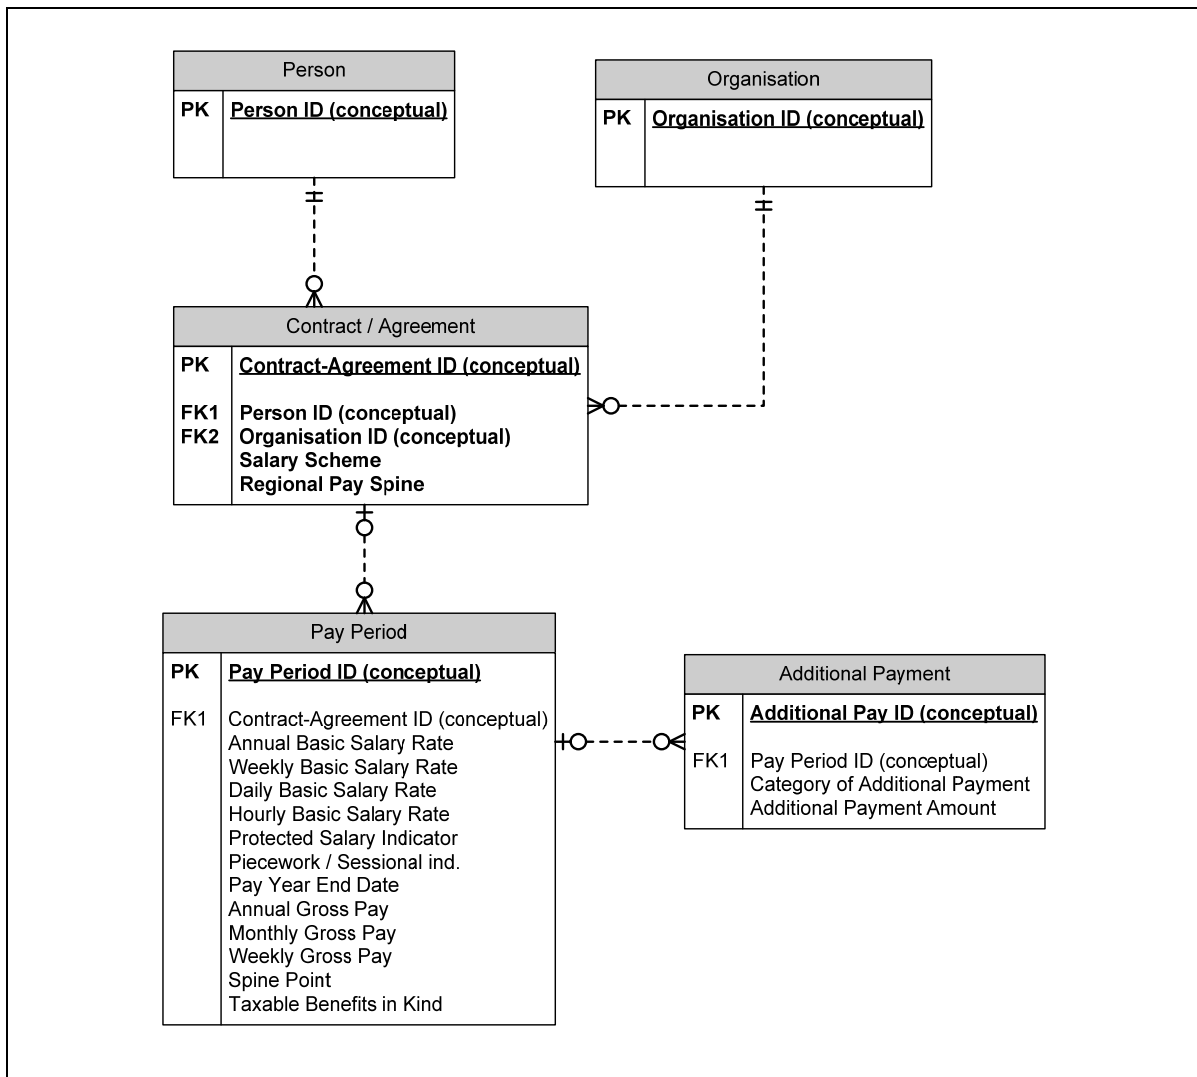 Person
PK Person ID (conceptual)
Organisation
PK Organisation ID (conceptual)
Contract / Agreement
PK Contract-Agreement ID (conceptual)
FK1 Person ID (conceptual)
FK2 Organisation ID (conceptual)
Salary Scheme
Regional Pay Spine
Pay Period
PK Pay Period ID (conceptual)
FK1 Contract-Agreement ID (conceptual)
Annual Basic Salary Rate
Weekly Basic Salary Rate
Daily Basic Salary Rate
Hourly Basic Salary Rate
Protected Salary Indicator
Piecework / Sessional ind.
Pay Year End Date
Annual Gross Pay
Monthly Gross Pay
Weekly Gross Pay
Spine Point
Taxable Benefits in Kind
Additional Payment
PK Additional Pay ID (conceptual)
FK1 Pay Period ID (conceptual)
Category of Additional Payment
Additional Payment Amount